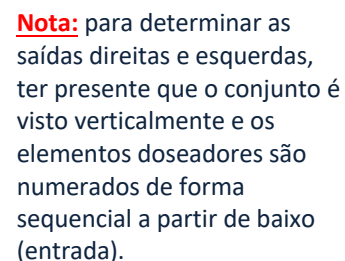 Nota: para determinar as
saídas direitas e esquerdas,
ter presente que o conjunto é
visto verticalmente e os
elementos doseadores são
numerados de forma
sequencial a partir de baixo
(entrada).